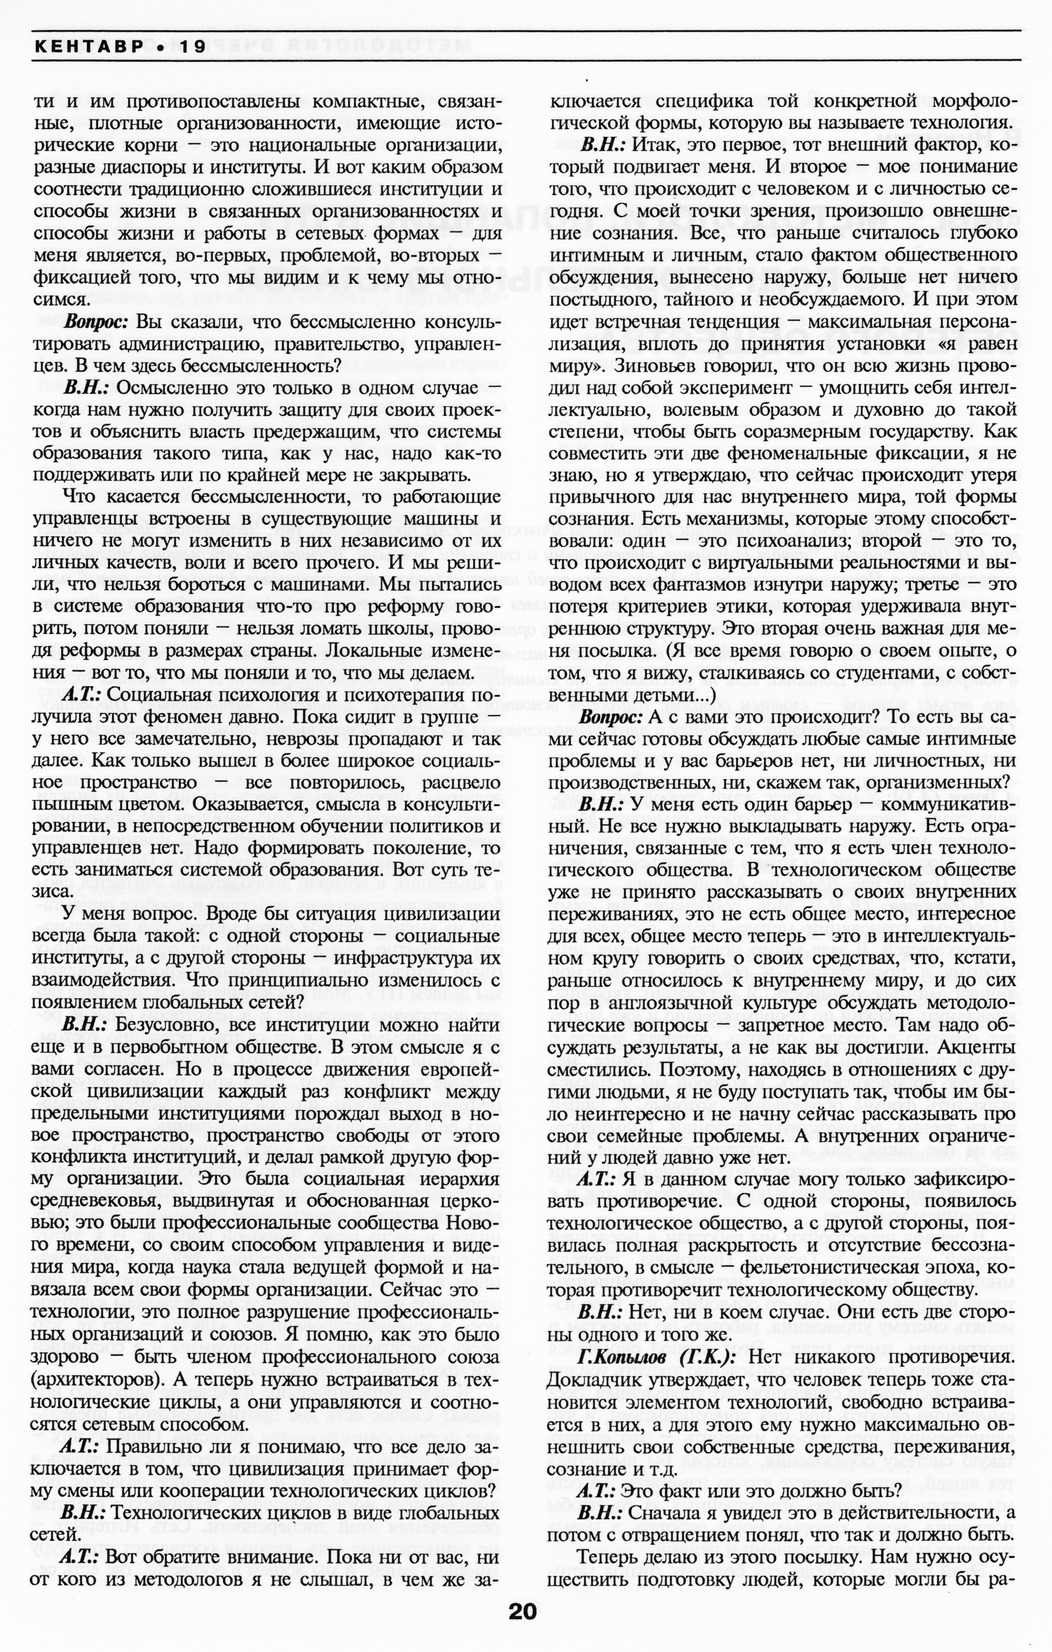 КЕНТАВР • 19
ти и им противопоставлены компактные, связан-
ные, плотные организованности, имеющие исто-
рические корни — это национальные организации,
разные диаспоры и институты. И вот каким образом
соотнести традиционно сложившиеся институции и
способы жизни в связанных организованностях и
способы жизни и работы в сетевых формах — для
меня является, во-первых, проблемой, во-вторых —
фиксацией того, что мы видим и к чему мы отно-
симся.
Вопрос: Вы сказали, что бессмысленно консуль-
тировать администрацию, правительство, управлен-
цев. В чем здесь бессмысленность?
В.Н.: Осмысленно это только в одном случае —
когда нам нужно получить защиту для своих проек-
тов и объяснить власть предержащим, что системы
образования такого типа, как у нас, надо как-то
поддерживать или по крайней мере не закрывать.
Что касается бессмысленности, то работающие
управленцы встроены в существующие машины и
ничего не могут изменить в них независимо от их
личных качеств, воли и всего прочего. И мы реши-
ли, что нельзя бороться с машинами. Мы пытались
в системе образования что-то про реформу гово-
рить, потом поняли — нельзя ломать школы, прово-
дя реформы в размерах страны. Локальные измене-
ния — вот то, что мы поняли и то, что мы делаем.
А.Т.: Социальная психология и психотерапия по-
лучила этот феномен давно. Пока сидит в группе —
у него все замечательно, неврозы пропадают и так
далее. Как только вышел в более широкое социаль-
ное пространство — все повторилось, расцвело
пышным цветом. Оказывается, смысла в консульти-
ровании, в непосредственном обучении политиков и
управленцев нет. Надо формировать поколение, то
есть заниматься системой образования. Вот суть те-
зиса.
У меня вопрос. Вроде бы ситуация цивилизации
всегда была такой: с одной стороны — социальные
институты, а с другой стороны — инфраструктура их
взаимодействия. Что принципиально изменилось с
появлением глобальных сетей?
В.Н.: Безусловно, все институции можно найти
еще и в первобытном обществе. В этом смысле я с
вами согласен. Но в процессе движения европей-
ской цивилизации каждый раз конфликт между
предельными институциями порождал выход в но-
вое пространство, пространство свободы от этого
конфликта институций, и делал рамкой другую фор-
му организации. Это была социальная иерархия
средневековья, выдвинутая и обоснованная церко-
вью; это были профессиональные сообщества Ново-
го времени, со своим способом управления и виде-
ния мира, когда наука стала ведущей формой и на-
вязала всем свои формы организации. Сейчас это —
технологии, это полное разрушение профессиональ-
ных организаций и союзов. Я помню, как это было
здорово — быть членом профессионального союза
(архитекторов). А теперь нужно встраиваться в тех-
нологические циклы, а они управляются и соотно-
сятся сетевым способом.
А.Т.: Правильно ли я понимаю, что все дело за-
ключается в том, что цивилизация принимает фор-
му смены или кооперации технологических циклов?
В.Н.: Технологических циклов в виде глобальных
сетей.
А.Т.: Вот обратите внимание. Пока ни от вас, ни
от кого из методологов я не слышал, в чем же за-
ключается специфика той конкретной морфоло-
гической формы, которую вы называете технология.
В.Н.: Итак, это первое, тот внешний фактор, ко-
торый подвигает меня. И второе — мое понимание
того, что происходит с человеком и с личностью се-
годня. С моей точки зрения, произошло овнешне-
ние сознания. Все, что раньше считалось глубоко
интимным и личным, стало фактом общественного
обсуждения, вынесено наружу, больше нет ничего
постыдного, тайного и необсуждаемого. И при этом
идет встречная тенденция — максимальная персона-
лизация, вплоть до принятия установки «я равен
миру». Зиновьев говорил, что он всю жизнь прово-
дил над собой эксперимент — умощнить себя интел-
лектуально, волевым образом и духовно до такой
степени, чтобы быть соразмерным государству. Как
совместить эти две феноменальные фиксации, я не
знаю, но я утверждаю, что сейчас происходит утеря
привычного для нас внутреннего мира, той формы
сознания. Есть механизмы, которые этому способст-
вовали: один — это психоанализ; второй — это то,
что происходит с виртуальными реальностями и вы-
водом всех фантазмов изнутри наружу; третье — это
потеря критериев этики, которая удерживала внут-
реннюю структуру. Это вторая очень важная для ме-
ня посылка. (Я все время говорю о своем опыте, о
том, что я вижу, сталкиваясь со студентами, с собст-
венными детьми...)
Вопрос: А с вами это происходит? То есть вы са-
ми сейчас готовы обсуждать любые самые интимные
проблемы и у вас барьеров нет, ни личностных, ни
производственных, ни, скажем так, организменных?
В.Н.: У меня есть один барьер — коммуникатив-
ный. Не все нужно выкладывать наружу. Есть огра-
ничения, связанные с тем, что я есть член техноло-
гического общества. В технологическом обществе
уже не принято рассказывать о своих внутренних
переживаниях, это не есть общее место, интересное
для всех, общее место теперь — это в интеллектуаль-
ном кругу говорить о своих средствах, что, кстати,
раньше относилось к внутреннему миру, и до сих
пор в англоязычной культуре обсуждать методоло-
гические вопросы — запретное место. Там надо об-
суждать результаты, а не как вы достигли. Акценты
сместились. Поэтому, находясь в отношениях с дру-
гими людьми, я не буду поступать так, чтобы им бы-
ло неинтересно и не начну сейчас рассказывать про
свои семейные проблемы. А внутренних ограниче-
ний у людей давно уже нет.
А.Т.: Я в данном случае могу только зафиксиро-
вать противоречие. С одной стороны, появилось
технологическое общество, а с другой стороны, поя-
вилась полная раскрытость и отсутствие бессозна-
тельного, в смысле — фельетонистическая эпоха, ко-
торая противоречит технологическому обществу.
В.Н.: Нет, ни в коем случае. Они есть две сторо-
ны одного и того же.
Г.Копылов (Г.К.): Нет никакого противоречия.
Докладчик утверждает, что человек теперь тоже ста-
новится элементом технологий, свободно встраива-
ется в них, а для этого ему нужно максимально ов-
нешнить свои собственные средства, переживания,
сознание и т.д.
А.Т.: Это факт или это должно быть?
В.Н.: Сначала я увидел это в действительности, а
потом с отвращением понял, что так и должно быть.
Теперь делаю из этого посылку. Нам нужно осу-
ществить подготовку людей, которые могли бы ра-
20